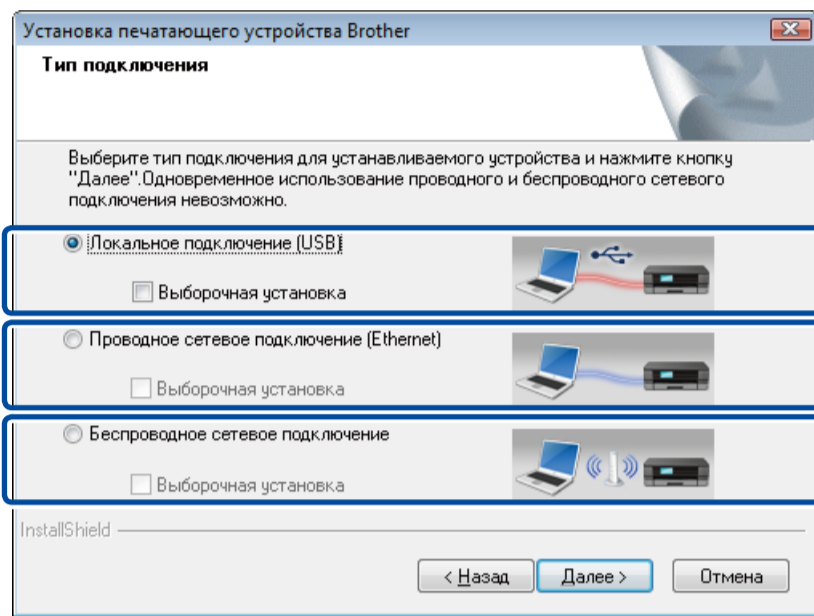 Установка печатающего устройства Brother
Тип подключения
Выберите тип подключения для устанавливаемого устройства и нажмите кнопку
"Далее".Одновременное использование проводного и беспроводного сетевого
подключения невозможно.
Локальное подключение (USB)
Выборочная установка
Проводное сетевое подключение (Ethernet)
Выборочная установка
Беспроводное сетевое подключение
Выборочная установка
InstallShield
< Назад Далее > Отмена